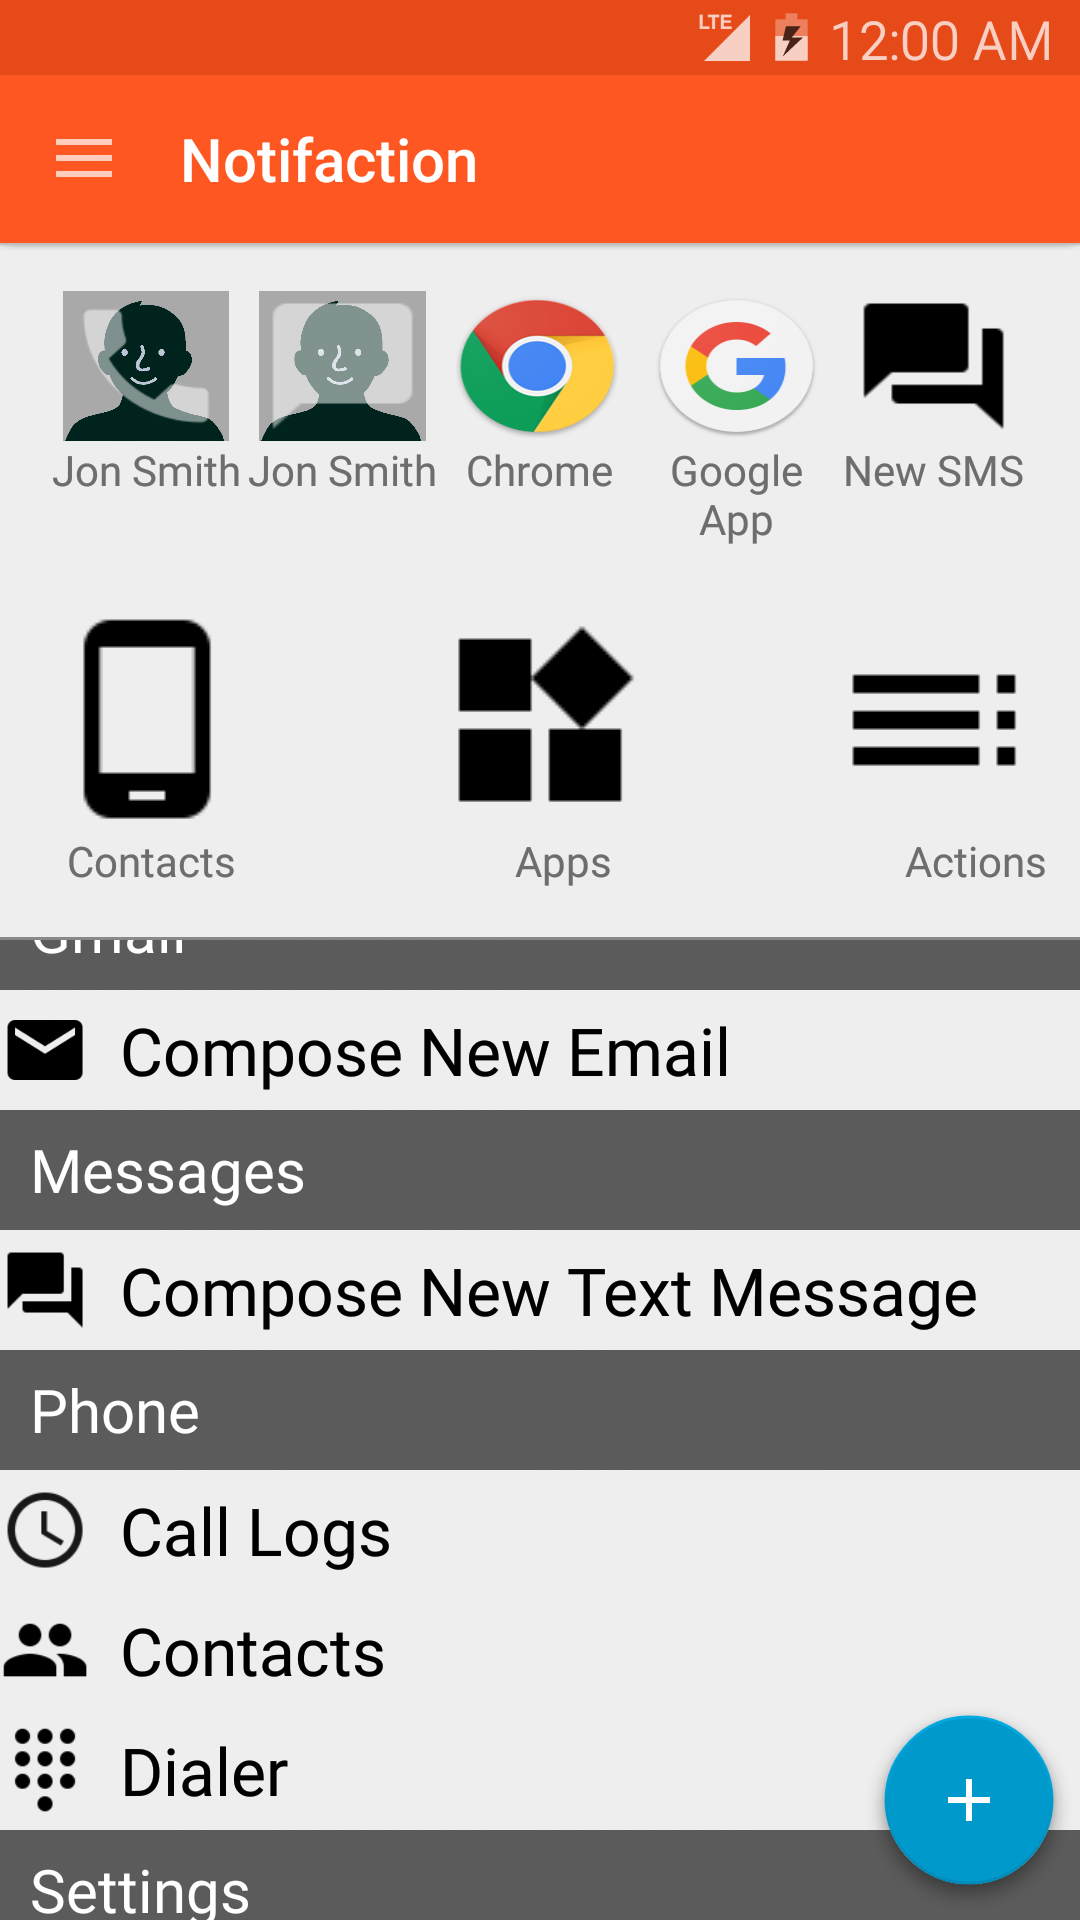 LTE 12:00 AM
Notifaction
Jon Smith Jon Smith Chrome Google App New SMS
Contacts Apps Actions
Gmail
Compose New Email
Messages
Compose New Text Message
Phone
Call Logs
Contacts
Dialer
Settings